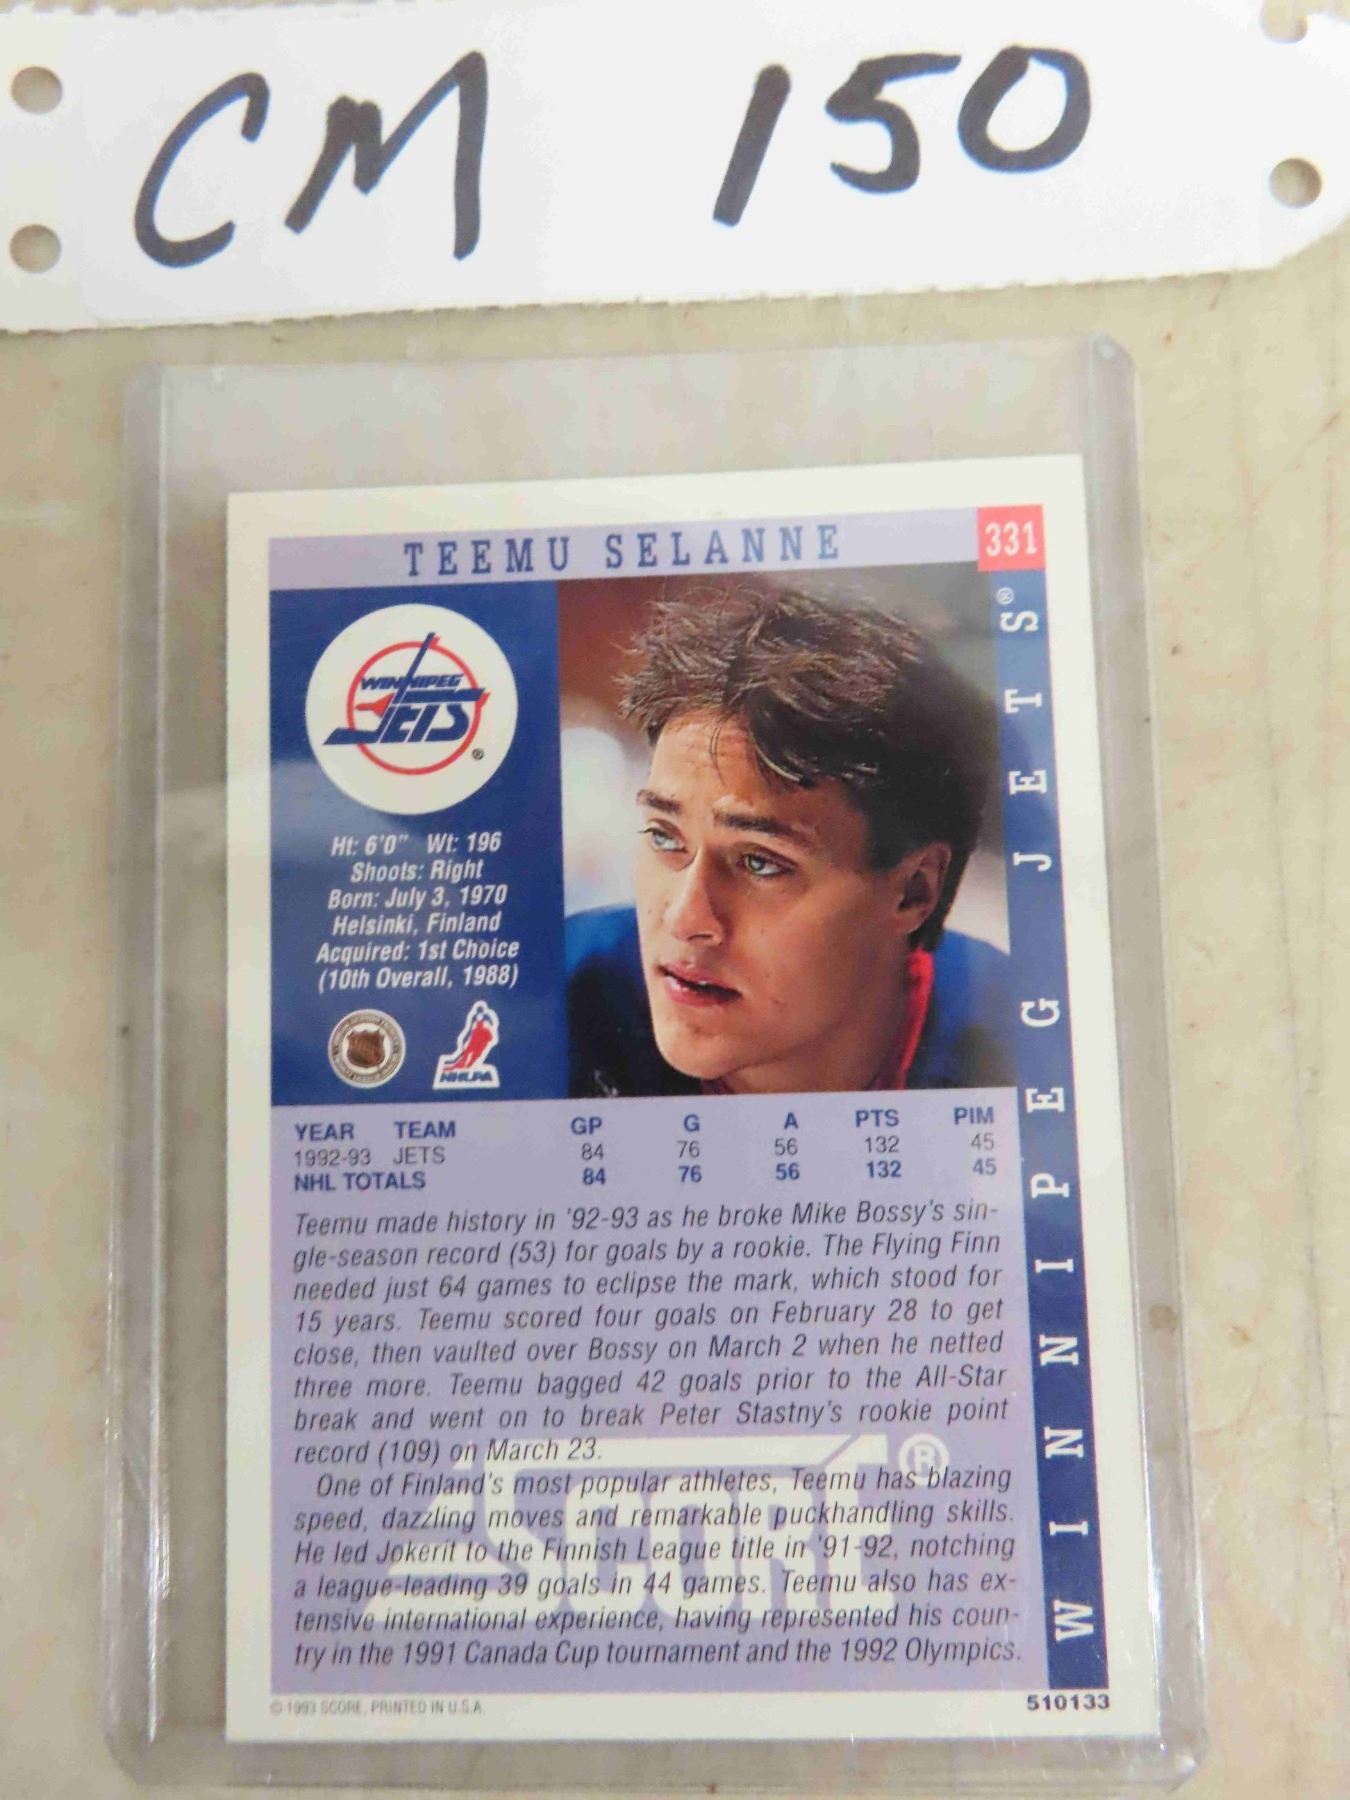 CM 150
TEEMU SELANNE 331
WINNIPEG JETS®
WINNIPEG
JETS
®
Ht: 6'0" Wt: 196
Shoots: Right
Born: July 3, 1970
Helsinki, Finland
Acquired: 1st Choice
(10th Overall, 1988)
NHLPA
YEAR TEAM GP G A PTS PIM
1992-93 JETS 84 76 56 132 45
NHL TOTALS 84 76 56 132 45
Teemu made history in '92-93 as he broke Mike Bossy's sin-
gle-season record (53) for goals by a rookie. The Flying Finn
needed just 64 games to eclipse the mark, which stood for
15 years. Teemu scored four goals on February 28 to get
close, then vaulted over Bossy on March 2 when he netted
three more. Teemu bagged 42 goals prior to the All-Star
break and went on to break Peter Stastny's rookie point
record (109) on March 23.
One of Finland's most popular athletes, Teemu has blazing
speed, dazzling moves and remarkable puckhandling skills.
He led Jokerit to the Finnish League title in '91-92, notching
a league-leading 39 goals in 44 games. Teemu also has ex-
tensive international experience, having represented his coun-
try in the 1991 Canada Cup tournament and the 1992 Olympics.
SCORE®
© 1993 SCORE, PRINTED IN U.S.A. 510133